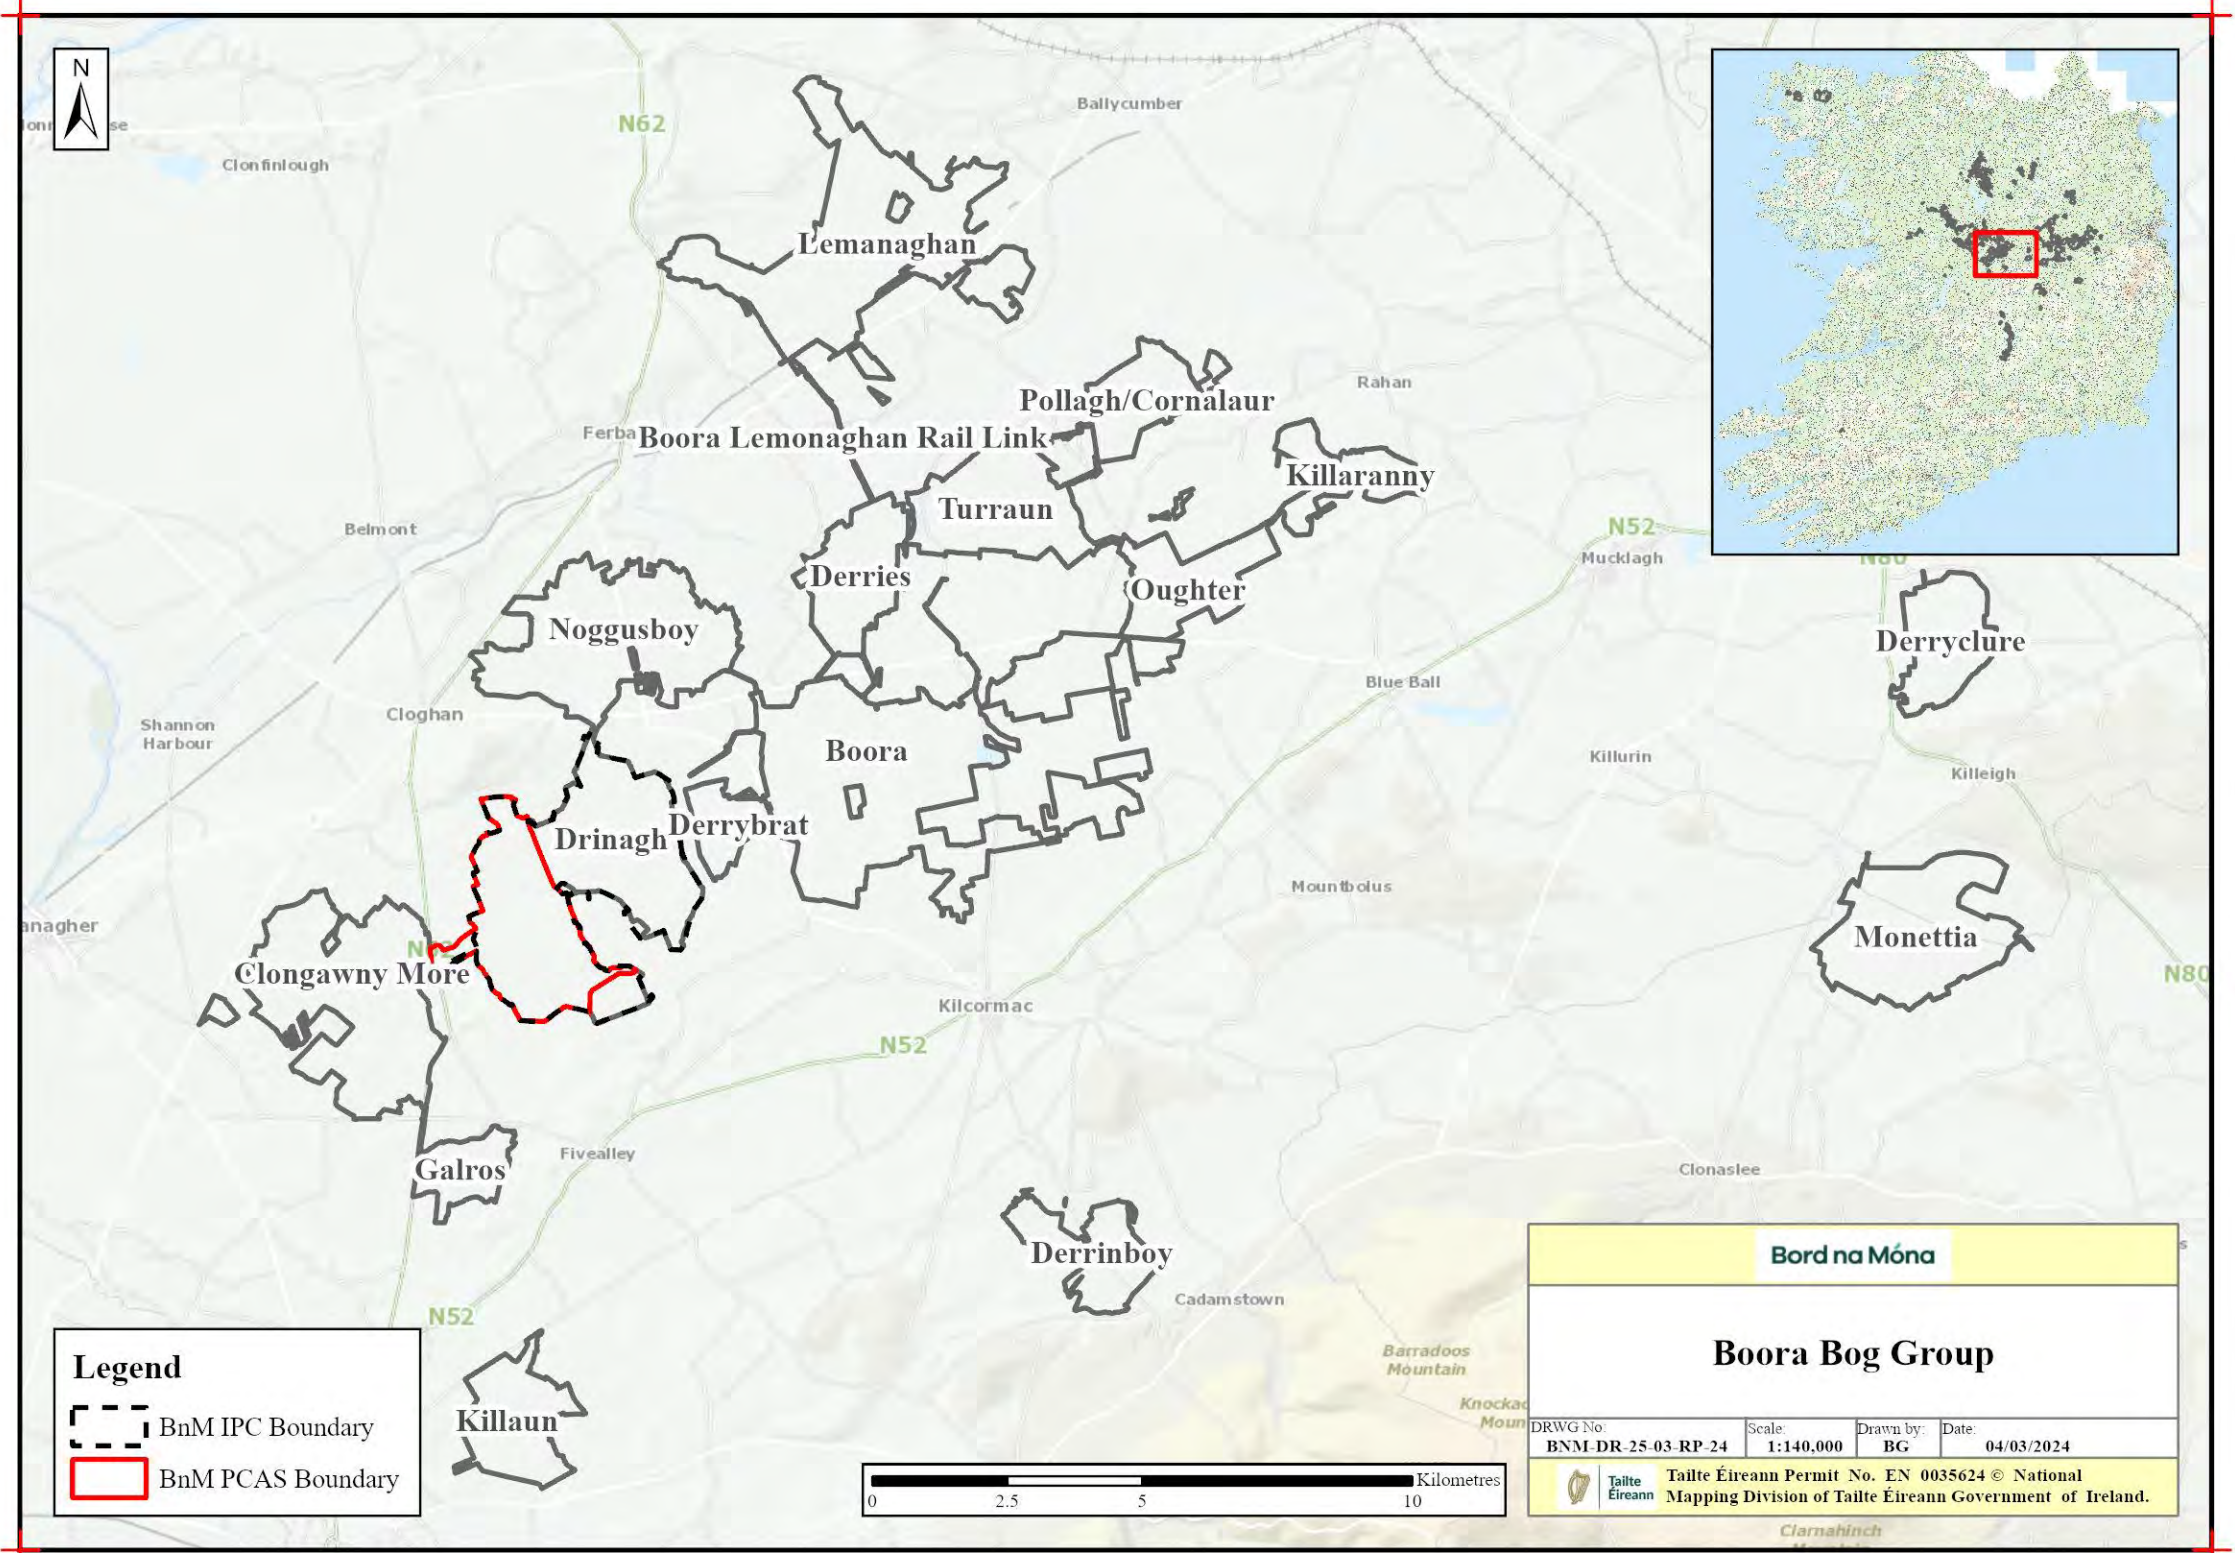 N
N62
Ballycumber
Clonfinlough
Lemanaghan
Pollagh/Cornalaur
Rahan
Ferba
Boora Lemonaghan Rail Link
Killaranny
Turraun
Belmont
N52
Mucklagh
N80
Derries
Oughter
Noggusboy
Derryclure
Blue Ball
Cloghan
Shannon
Harbour
Boora
Killurin
Killeigh
Drinagh
Derrybrat
Mountbolus
anagher
N62
Monettia
Clongawny More
N80
Kilcormac
N52
Fivealley
Galros
Clonaslee
Derrinboy
Cadamstown
N52
Barradoos
Mountain
Killaun
Legend
BnM IPC Boundary
BnM PCAS Boundary
Kilometres
0 2.5 5 10
Bord na Móna
Boora Bog Group
DRWG No: Scale: Drawn by: Date:
BNM-DR-25-03-RP-24 1:140,000 BG 04/03/2024
Tailte
Éireann
Tailte Éireann Permit No. EN 0035624 © National
Mapping Division of Tailte Éireann Government of Ireland.
Clarnahinch